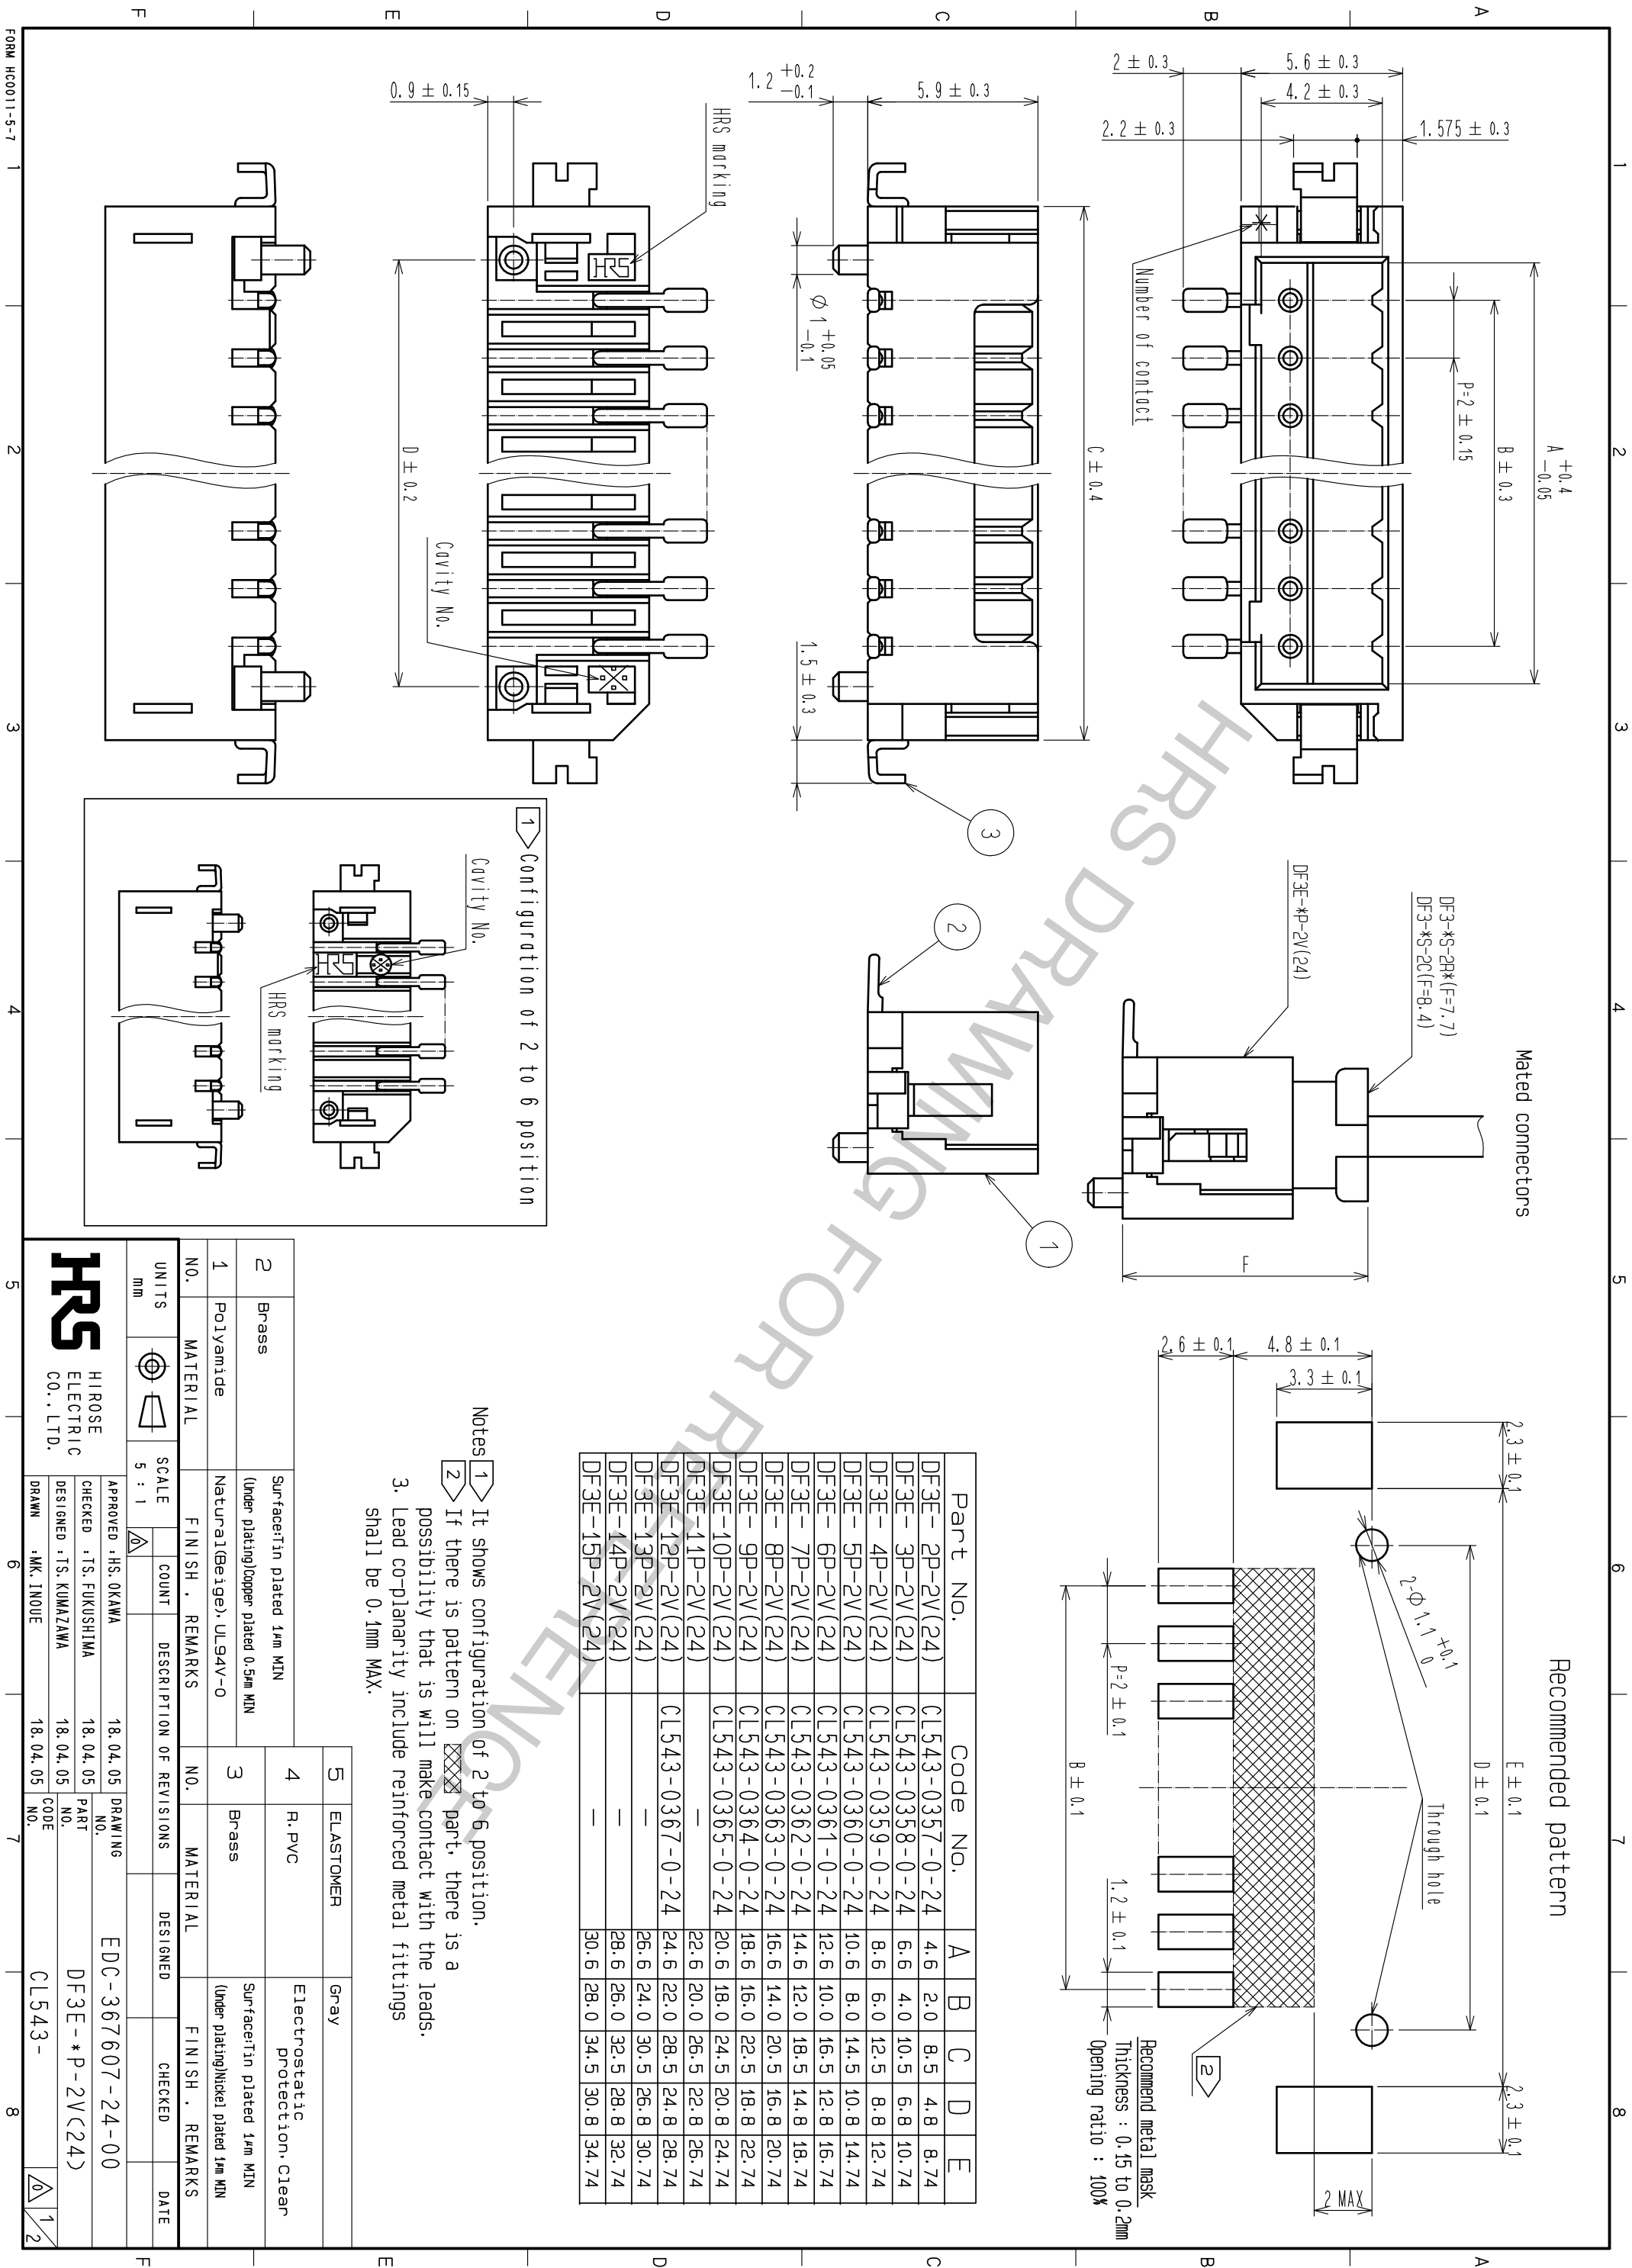 1 2 3 4 5 6 7 8
A B C D E F
FORM HC0011-5-7
5.6 ± 0.3
4.2 ± 0.3
2 ± 0.3
2.2 ± 0.3
1.575 ± 0.3
A +0.4 -0.05
B ± 0.3
P=2 ± 0.15
Number of contact
5.9 ± 0.3
1.2 +0.2 -0.1
Ø 1 +0.05 -0.1
C ± 0.4
1.5 ± 0.3
3
HRS marking
HRS
0.9 ± 0.15
D ± 0.2
Cavity No.
1 Configuration of 2 to 6 position
Cavity No.
HRS
HRS marking
Mated connectors
DF3-*S-2R*(F=7.7)
DF3-*S-2C(F=8.4)
DF3E-*P-2V(24)
F
2
1
Recommended pattern
2.3 ± 0.1
E ± 0.1
2.3 ± 0.1
D ± 0.1
2-Ø 1.1 +0.1 0
Through hole
2.6 ± 0.1
4.8 ± 0.1
3.3 ± 0.1
P=2 ± 0.1
B ± 0.1
1.2 ± 0.1
2 MAX
2
Recommend metal mask
Thickness : 0.15 to 0.2mm
Opening ratio : 100%
Part No. Code No. A B C D E
DF3E- 2P-2V(24) CL543-0357-0-24 4.6 2.0 8.5 4.8 8.74
DF3E- 3P-2V(24) CL543-0358-0-24 6.6 4.0 10.5 6.8 10.74
DF3E- 4P-2V(24) CL543-0359-0-24 8.6 6.0 12.5 8.8 12.74
DF3E- 5P-2V(24) CL543-0360-0-24 10.6 8.0 14.5 10.8 14.74
DF3E- 6P-2V(24) CL543-0361-0-24 12.6 10.0 16.5 12.8 16.74
DF3E- 7P-2V(24) CL543-0362-0-24 14.6 12.0 18.5 14.8 18.74
DF3E- 8P-2V(24) CL543-0363-0-24 16.6 14.0 20.5 16.8 20.74
DF3E- 9P-2V(24) CL543-0364-0-24 18.6 16.0 22.5 18.8 22.74
DF3E-10P-2V(24) CL543-0365-0-24 20.6 18.0 24.5 20.8 24.74
DF3E-11P-2V(24) - 22.6 20.0 26.5 22.8 26.74
DF3E-12P-2V(24) CL543-0367-0-24 24.6 22.0 28.5 24.8 28.74
DF3E-13P-2V(24) - 26.6 24.0 30.5 26.8 30.74
DF3E-14P-2V(24) - 28.6 26.0 32.5 28.8 32.74
DF3E-15P-2V(24) - 30.6 28.0 34.5 30.8 34.74
Notes 1 It shows configuration of 2 to 6 position.
2 If there is pattern on part, there is a
possibility that is will make contact with the leads.
3. Lead co-planarity include reinforced metal fittings
shall be 0.1mm MAX.
HRS DRAWING FOR REFERENCE
5 ELASTOMER Gray
4 R.PVC Electrostatic protection,Clear
2 Brass Surface:Tin plated 1μm MIN
(Under plating)Copper plated 0.5μm MIN
3 Brass Surface:Tin plated 1μm MIN
(Under plating)Nickel plated 1μm MIN
1 Polyamide Natural(Beige),UL94V-0
NO. MATERIAL FINISH , REMARKS NO. MATERIAL FINISH , REMARKS
UNITS mm SCALE 5 : 1 COUNT DESCRIPTION OF REVISIONS DESIGNED CHECKED DATE
0
HRS HIROSE ELECTRIC CO.,LTD.
APPROVED :HS.OKAWA 18.04.05
CHECKED :TS.FUKUSHIMA 18.04.05
DESIGNED :TS.KUMAZAWA 18.04.05
DRAWN :MK.INOUE 18.04.05
DRAWING NO. EDC-367607-24-00
PART NO. DF3E-*P-2V(24)
CODE NO. CL543-
0 1/2
A B C D E F
1 2 3 4 5 6 7 8